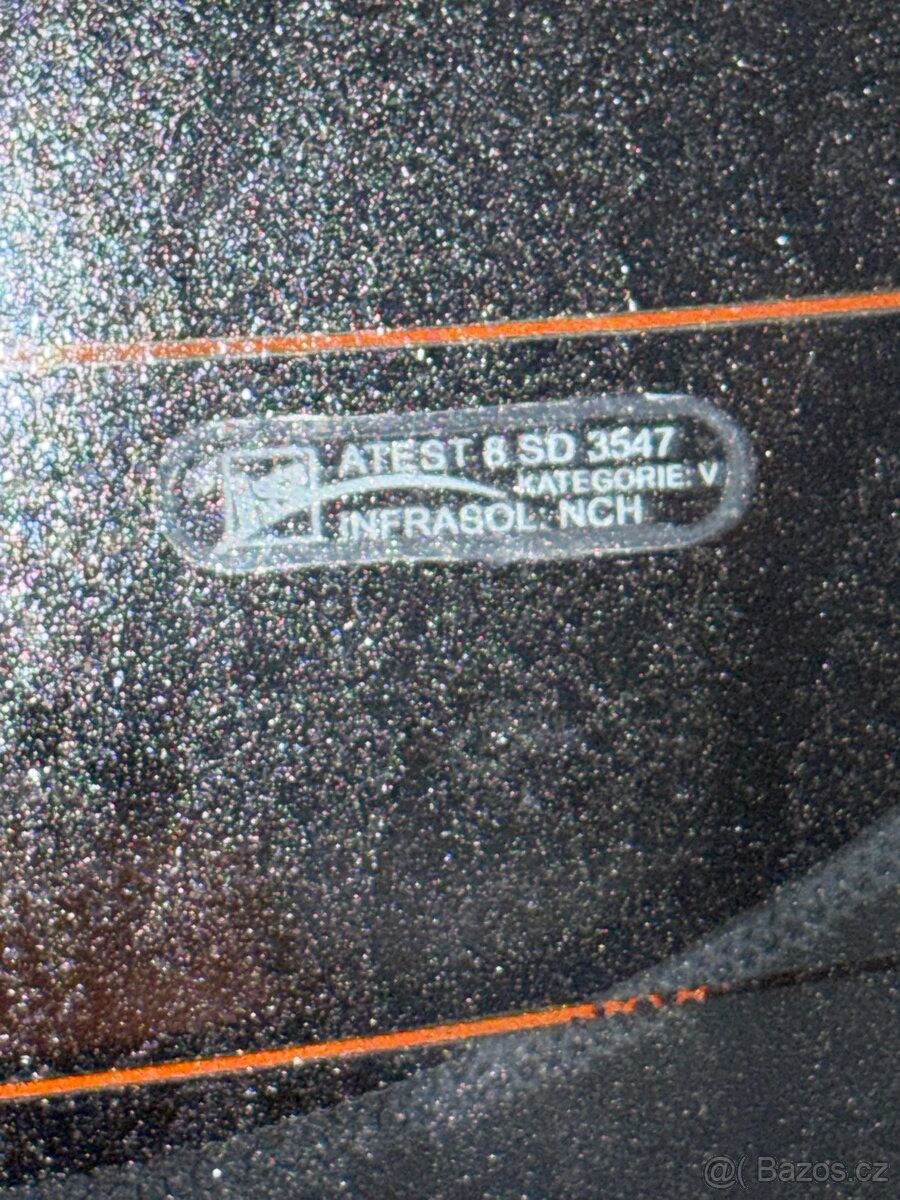 ATEST 8 SD 3547
KATEGORIE: V
INFRASOL: NCH
@( Bazos.cz